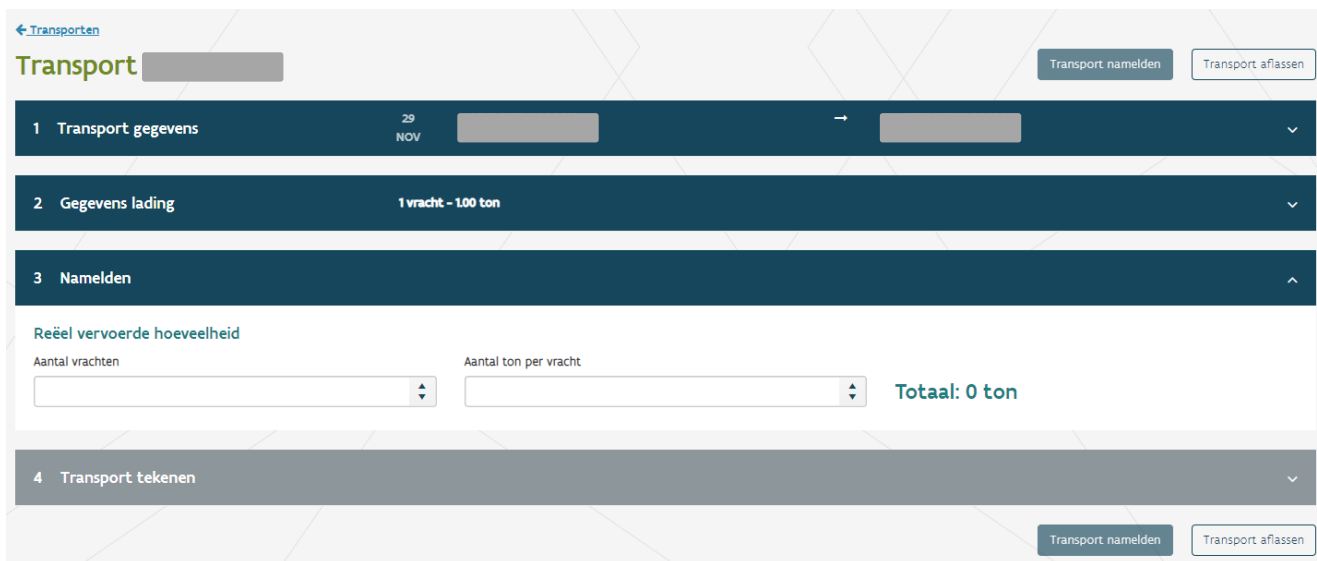 Transporten
Transport
Transport namelden
Transport aflassen
1 Transport gegevens
29
NOV
→
2 Gegevens lading
1 vracht - 1.00 ton
3 Namelden
Reëel vervoerde hoeveelheid
Aantal vrachten
Aantal ton per vracht
Totaal: 0 ton
4 Transport tekenen
Transport namelden
Transport aflassen